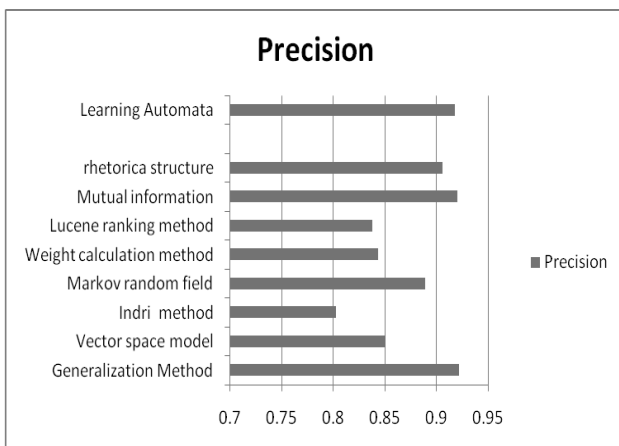 Precision
Learning Automata
rhetorica structure
Mutual information
Lucene ranking method
Weight calculation method
Markov random field
Indri method
Vector space model
Generalization Method
Precision
0.7 0.75 0.8 0.85 0.9 0.95